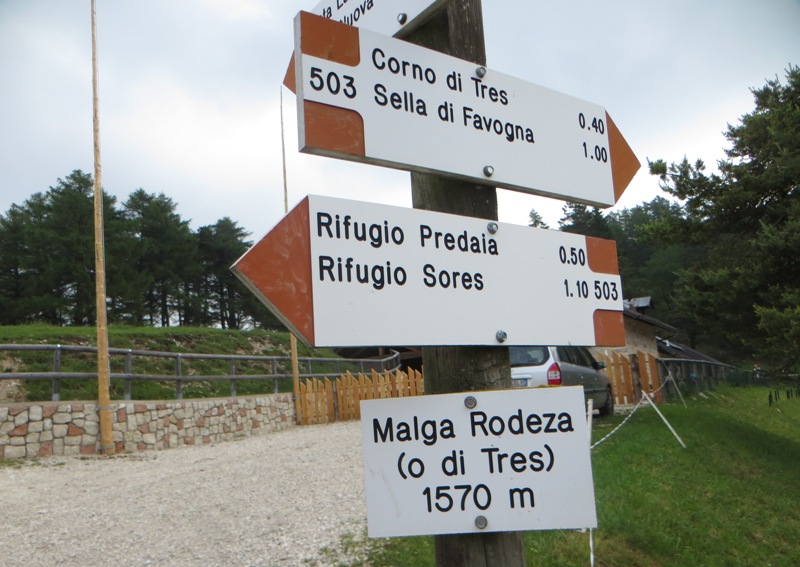 Nuova
Corno di Tres 0.40
503 Sella di Favogna 1.00
Rifugio Predaia 0.50
Rifugio Sores 1.10 503
Malga Rodeza
(o di Tres)
1570 m